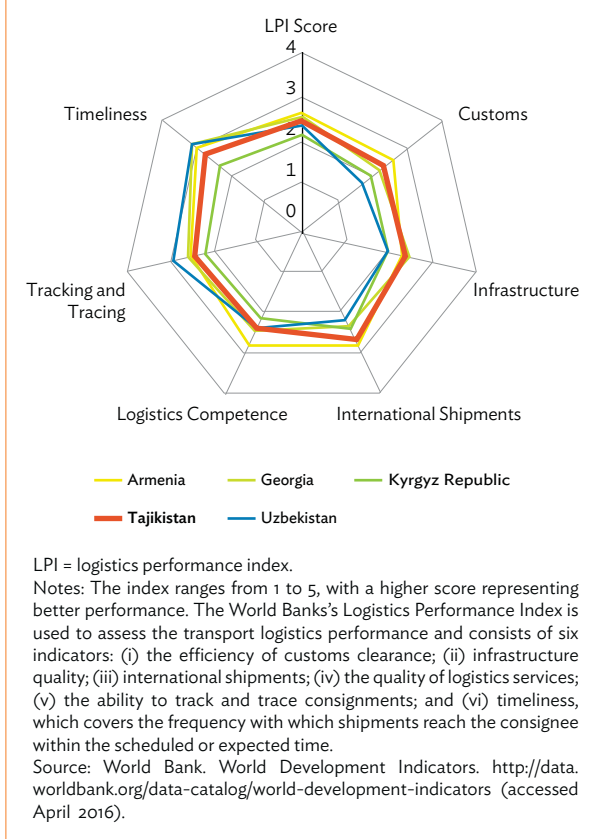 LPI Score
4
3
2
1
0
Timeliness
Customs
Tracking and
Tracing
Infrastructure
Logistics Competence
International Shipments
Armenia
Georgia
Kyrgyz Republic
Tajikistan
Uzbekistan
LPI = logistics performance index.
Notes: The index ranges from 1 to 5, with a higher score representing
better performance. The World Banks's Logistics Performance Index is
used to assess the transport logistics performance and consists of six
indicators: (i) the efficiency of customs clearance; (ii) infrastructure
quality; (iii) international shipments; (iv) the quality of logistics services;
(v) the ability to track and trace consignments; and (vi) timeliness,
which covers the frequency with which shipments reach the consignee
within the scheduled or expected time.
Source: World Bank. World Development Indicators. http://data.
worldbank.org/data-catalog/world-development-indicators (accessed
April 2016).